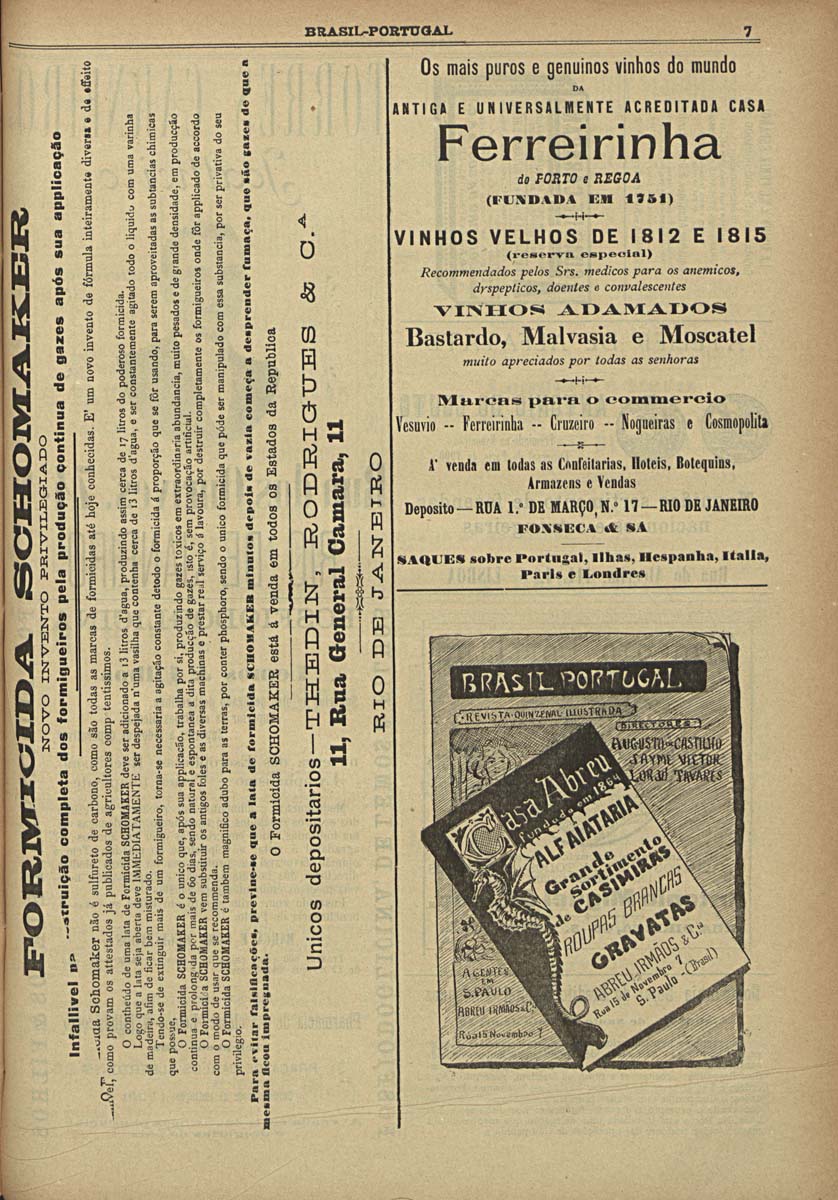 BRASIL-PORTUGAL
7
FORMICIDA SCHOMAKER
NOVO INVENTO PRIVILEGIADO
Infallivel na struição completa dos formigueiros pela produção continua de gazes após sua applicação
cida Schomaker não é sulfureto de carbono, como são todas as marcas de formicidas até hoje conhecidas. E' um novo invento de fórmula inteiramente diversa e de effeito
vel, como provam os attestados já publicados de agricultores comp tentissimos.
O conthеúdo de uma lata de Formicida SCHOMAKER deve ser adicionado a 13 litros d'agua, produzindo assim cerca de 17 litros do poderoso formicida.
Logo que a lata seja aberta deve IMMEDIATAMENTE ser despejada n'uma vasilha que contenha cerca de 13 litros d'agua, e ser constantemente agitado todo o liquido com uma varinha
de madeira, afim de ficar bem misturado.
Tendo-se de extinguir mais de um formigueiro, torna-se necessaria a agitação constante detodo o formicida á proporção que se fôr usando, para serem aproveitadas as subtancias chimicas
que possue,
O Formicida SCHOMAKER é o unico que, após sua applicação, trabalha por si, produzindo gazes toxicos em extraordinaria abundancia, muito pesados e de grande densidade, em producção
continua e prolongada por mais de 60 dias, sendo natural e espontanea a dita producção de gazes, isto é, sem provocação artificial.
O Formicida SCHOMAKER vem substituir os antigos foles e as diversas machinas e prestar real serviço á lavoura, por destruir completamente os formigueiros onde fôr applicado de accordo
com o modo de usar que se recommenda.
O Formicida SCHOMAKER é tambem magnifico adubo para as terras, por conter phosphoro, sendo o unico formicida que póde ser manipulado com essa substancia, por ser privativa do seu
privilegio.
Para evitar falsificações, previne-se que a lata de formicida SCHOMAKER minutos depois de vazia começa a desprender fumaça, que são gazes de que a
mesma ficou impregnada.
O Formicida SCHOMAKER está á venda em todos os Estados da Republica
Unicos depositarios—THEDIN, RODRIGUES & C.A
11, Rua General Camara, 11
RIO DE JANEIRO
Os mais puros e genuinos vinhos do mundo
DA
ANTIGA E UNIVERSALMENTE ACREDITADA CASA
Ferreirinha
do PORTO e REGOA
(FUNDADA EM 1751)
VINHOS VELHOS DE 1812 E 1815
(reserva especial)
Recommendados pelos Srs. medicos para os anemicos,
dyspepticos, doentes e convalescentes
VINHOS ADAMADOS
Bastardo, Malvasia e Moscatel
muito apreciados por todas as senhoras
Marcas para o commercio
Vesuvio -- Ferreirinha -- Cruzeiro -- Nogueiras e Cosmopolita
A' venda em todas as Confeitarias, Hoteis, Botequins,
Armazens e Vendas
Deposito—RUA 1.º DE MARÇO, N.º 17—RIO DE JANEIRO
FONSECA & SÁ
SAQUES sobre Portugal, Ilhas, Hespanha, Italia,
Paris e Londres
BRASIL PORTUGAL
REVISTA QUINZENAL ILLUSTRADA
DIRECTORES
AUGUSTO DE CASTILHO
JAYME VICTOR
LORJÓ TAVARES
Casa Abreu
fundado em 1864
ALFAIATARIA
Grande
sortimento
de CASIMIRAS
ROUPAS BRANCAS
GRAVATAS
ABREU IRMÃOS & Cia
Rua 15 de Novembro 7
S. Paulo - (Brasil)
AGENTES
EM
S. PAULO
ABREU IRMÃOS & C.
Rua 15 Novembro 7